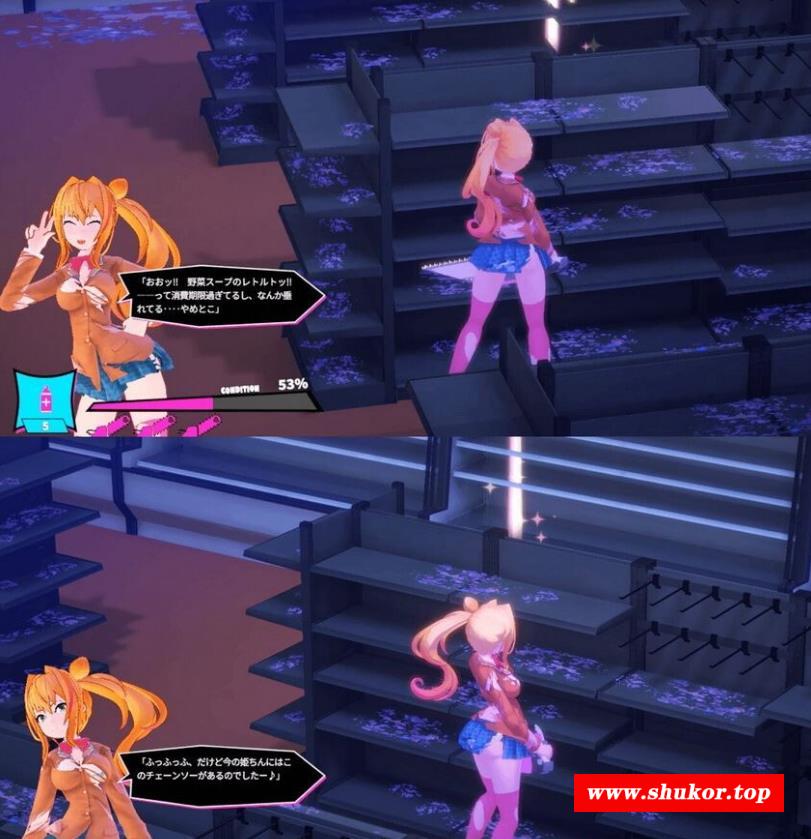 「おおッ!!　野菜スープのレトルトッ!!
――って消費期限過ぎてるし、なんか垂
れてる‥‥やめとこ」
CONDITION 53%
5
「ふっふっふ、だけど今の姫ちんにはこ
のチェーンソーがあるのでしたー♪」
www.shukor.top